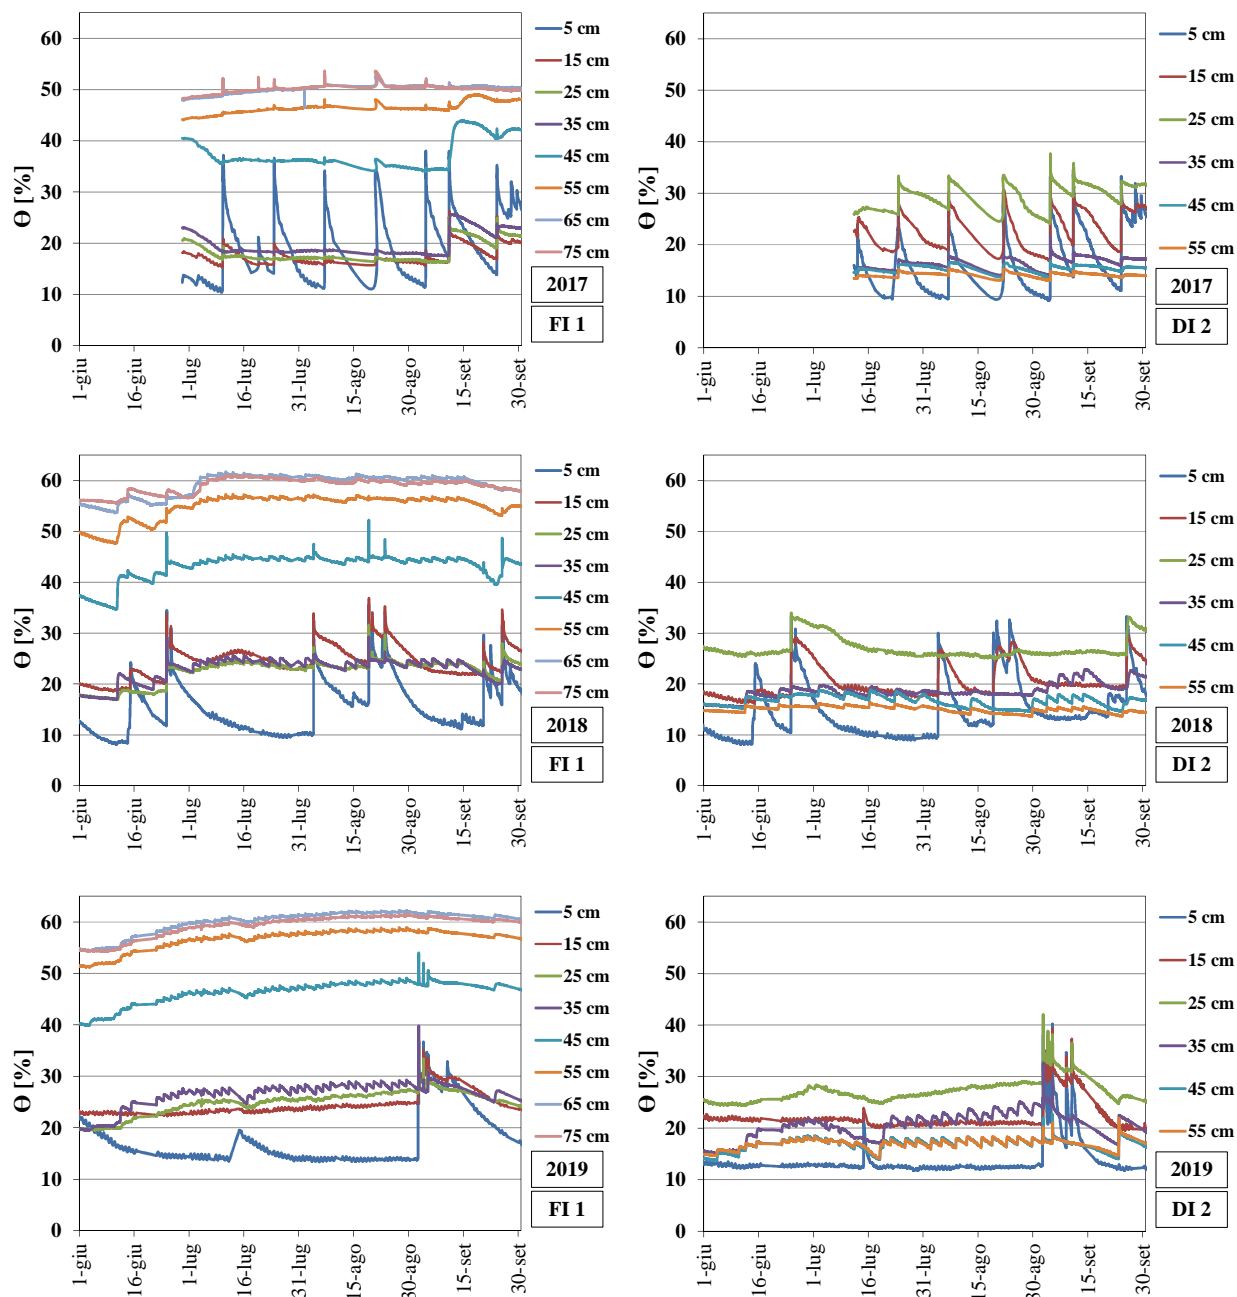 Θ [%]
60
50
40
30
20
10
0
1-giu
16-giu
1-lug
16-lug
31-lug
15-ago
30-ago
15-set
30-set
5 cm
15 cm
25 cm
35 cm
45 cm
55 cm
65 cm
75 cm
2017
FI 1
Θ [%]
60
50
40
30
20
10
0
1-giu
16-giu
1-lug
16-lug
31-lug
15-ago
30-ago
15-set
30-set
5 cm
15 cm
25 cm
35 cm
45 cm
55 cm
2017
DI 2
Θ [%]
60
50
40
30
20
10
0
1-giu
16-giu
1-lug
16-lug
31-lug
15-ago
30-ago
15-set
30-set
5 cm
15 cm
25 cm
35 cm
45 cm
55 cm
65 cm
75 cm
2018
FI 1
Θ [%]
60
50
40
30
20
10
0
1-giu
16-giu
1-lug
16-lug
31-lug
15-ago
30-ago
15-set
30-set
5 cm
15 cm
25 cm
35 cm
45 cm
55 cm
2018
DI 2
Θ [%]
60
50
40
30
20
10
0
1-giu
16-giu
1-lug
16-lug
31-lug
15-ago
30-ago
15-set
30-set
5 cm
15 cm
25 cm
35 cm
45 cm
55 cm
65 cm
75 cm
2019
FI 1
Θ [%]
60
50
40
30
20
10
0
1-giu
16-giu
1-lug
16-lug
31-lug
15-ago
30-ago
15-set
30-set
5 cm
15 cm
25 cm
35 cm
45 cm
55 cm
2019
DI 2